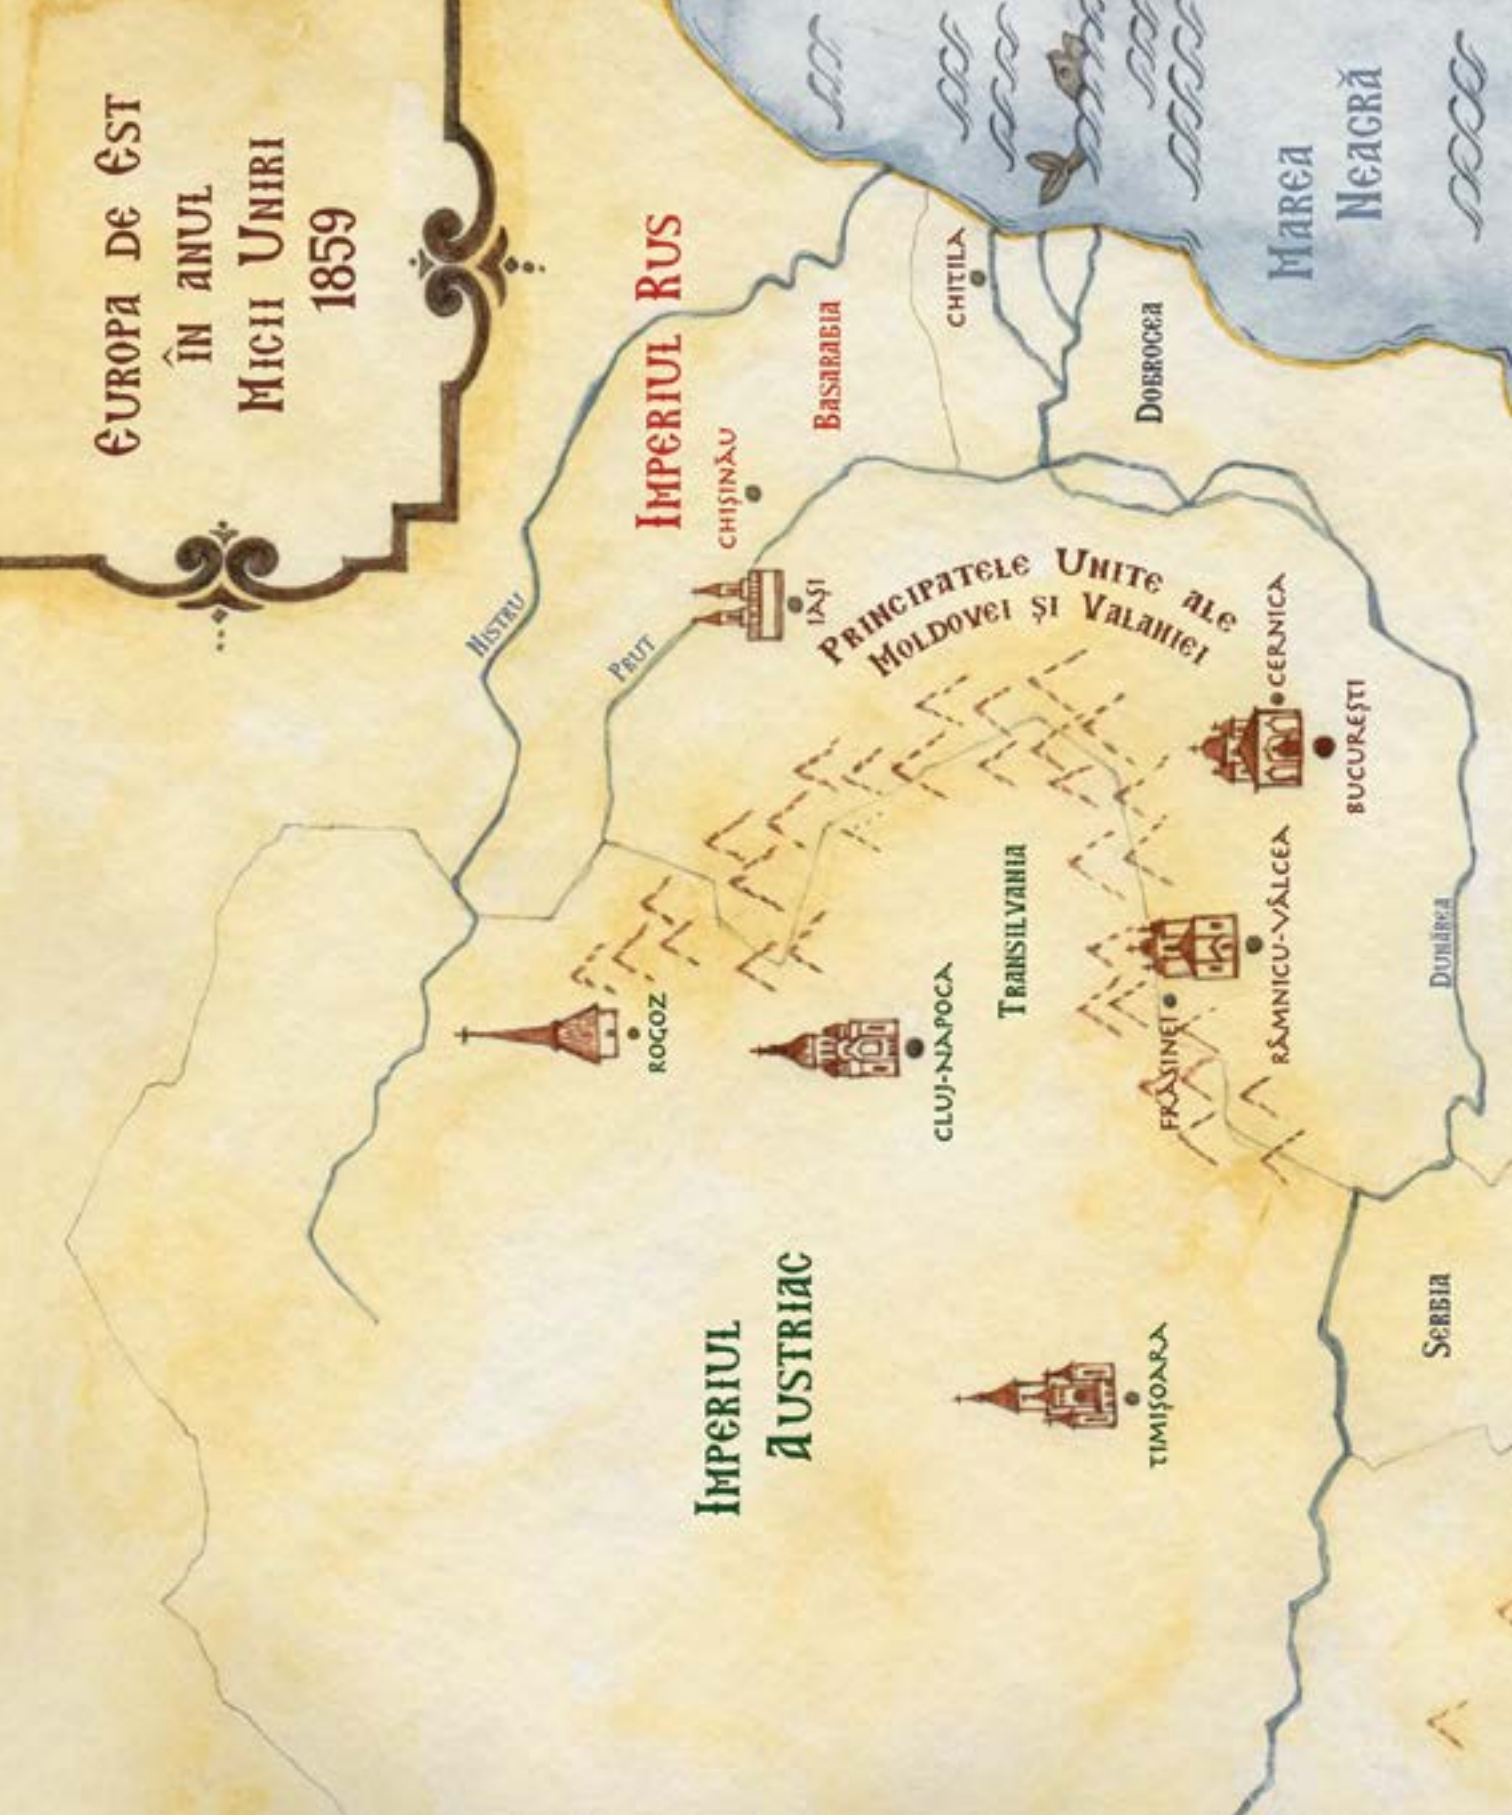 Europa de Est
în anul
Micii Uniri
1859
Imperiul Rus
Nistru
Prut
Chișinău
Basarabia
Iași
Chitila
Principatele Unite ale
Moldovei și Valahiei
Dobrogea
Marea
Neagră
Cernica
București
Rogoz
Cluj-Napoca
Transilvania
Frăsinei
Râmnicu-Vâlcea
Dunărea
Imperiul
Austriac
Timișoara
Serbia